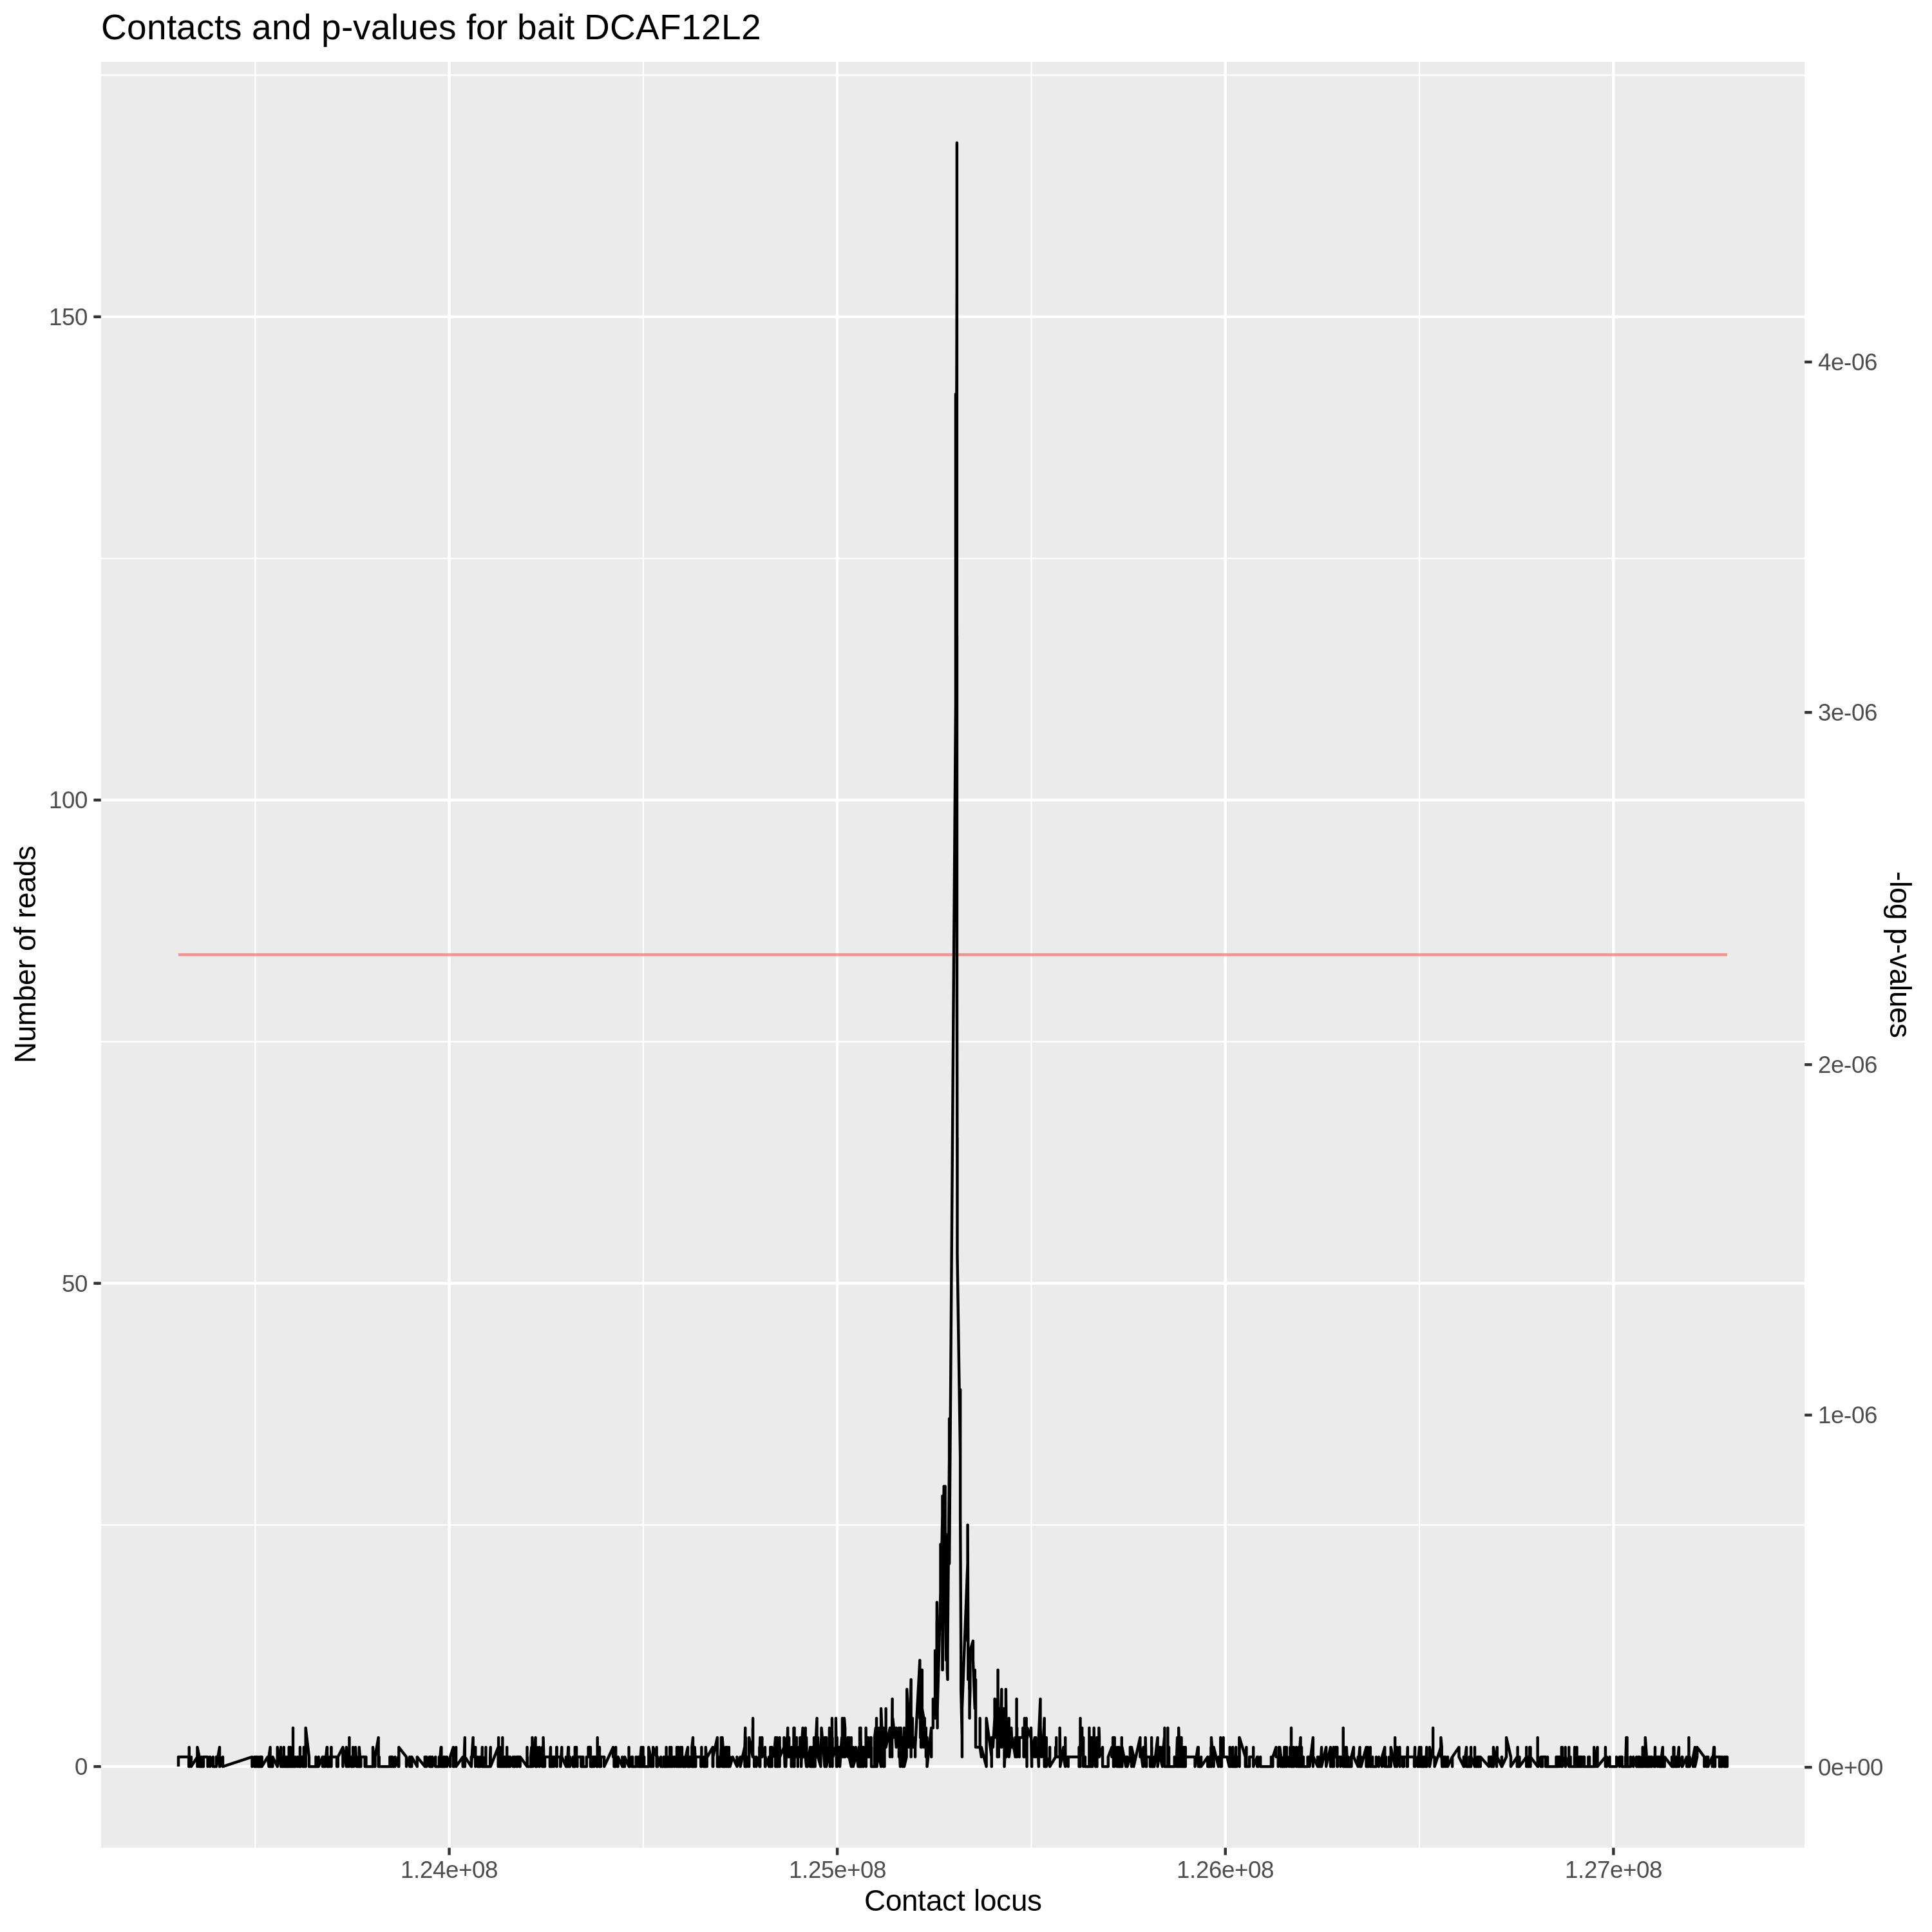 Contacts and p-values for bait DCAF12L2
150
100
50
0
Number of reads
4e-06
3e-06
2e-06
1e-06
0e+00
-log p-values
1.24e+08
1.25e+08
1.26e+08
1.27e+08
Contact locus